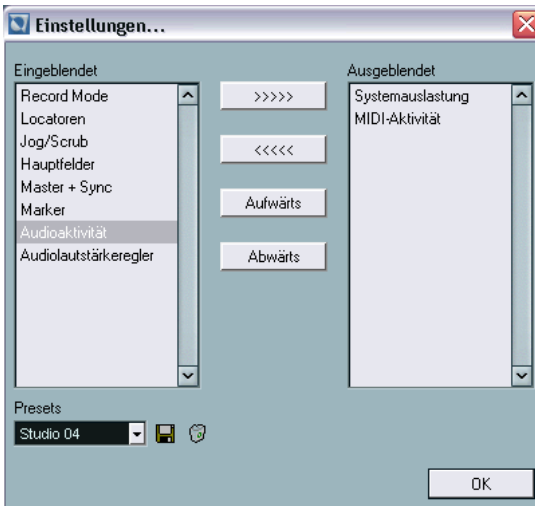 Einstellungen...
Eingeblendet
Record Mode
Locatoren
Jog/Scrub
Hauptfelder
Master + Sync
Marker
Audioaktivität
Audiolautstärkeregler
>>>>>
<<<<<
Aufwärts
Abwärts
Ausgeblendet
Systemauslastung
MIDI-Aktivität
Presets
Studio 04
OK